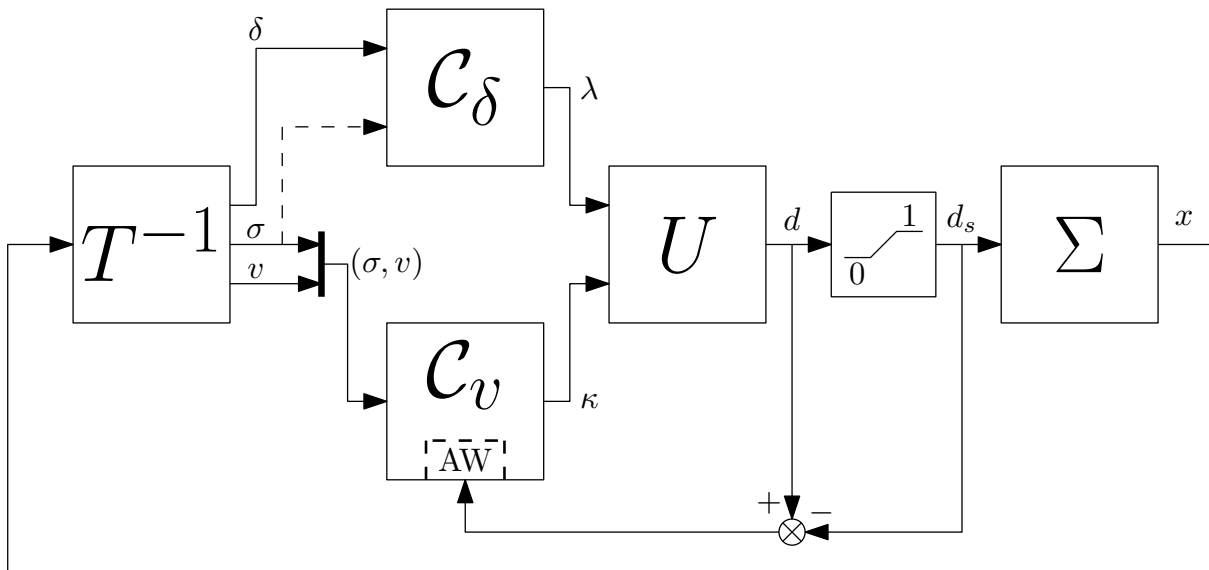 δ
C_δ
λ
T^{-1}
σ
v
(σ, v)
C_v
AW
κ
U
d
0
1
d_s
Σ
x
+
−